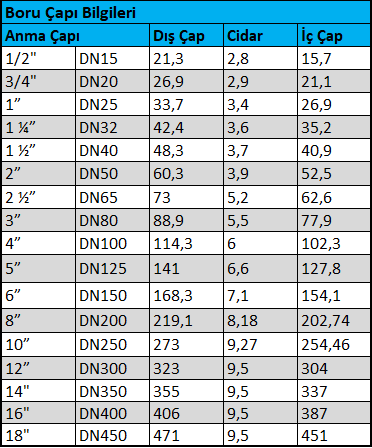 Boru Çapı Bilgileri
Anma Çapı Dış Çap Cidar İç Çap
1/2" DN15 21,3 2,8 15,7
3/4" DN20 26,9 2,9 21,1
1” DN25 33,7 3,4 26,9
1 ¼” DN32 42,4 3,6 35,2
1 ½” DN40 48,3 3,7 40,9
2” DN50 60,3 3,9 52,5
2 ½” DN65 73 5,2 62,6
3” DN80 88,9 5,5 77,9
4” DN100 114,3 6 102,3
5” DN125 141 6,6 127,8
6” DN150 168,3 7,1 154,1
8” DN200 219,1 8,18 202,74
10” DN250 273 9,27 254,46
12” DN300 323 9,5 304
14" DN350 355 9,5 337
16" DN400 406 9,5 387
18" DN450 471 9,5 451